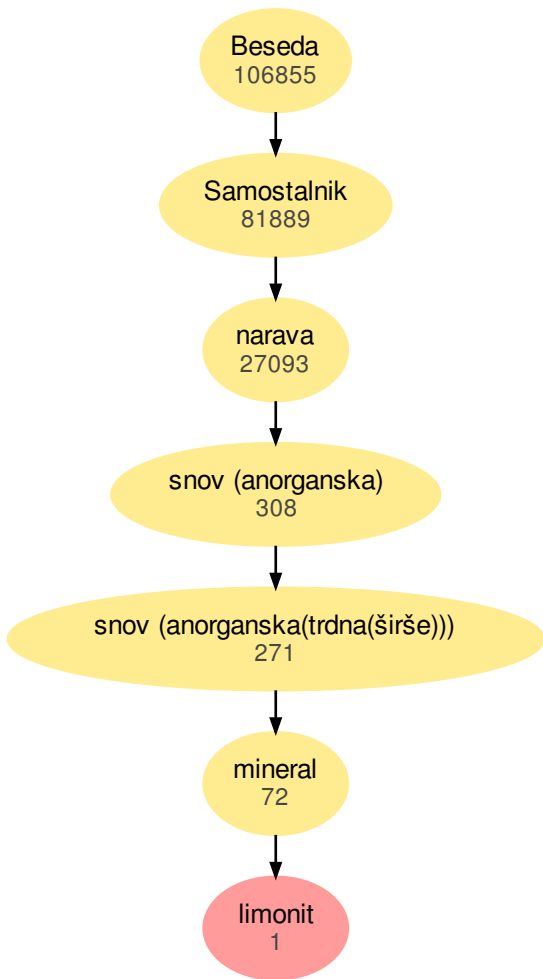 Beseda
106855
Samostalnik
81889
narava
27093
snov (anorganska)
308
snov (anorganska(trdna(širše)))
271
mineral
72
limonit
1